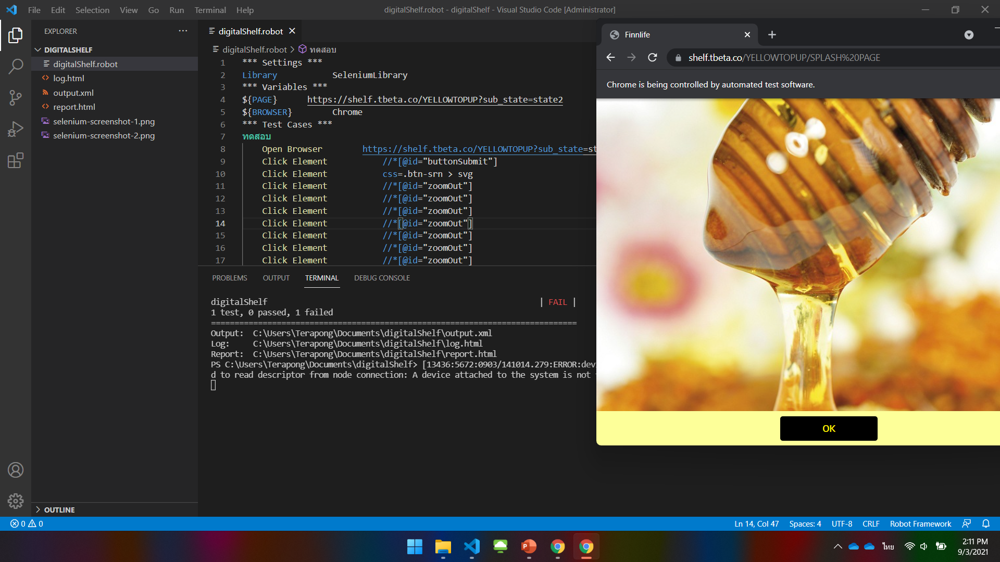 File Edit Selection View Go Run Terminal Help
digitalShelf.robot - digitalShelf - Visual Studio Code [Administrator]
EXPLORER
DIGITALSHELF
digitalShelf.robot
log.html
output.xml
report.html
selenium-screenshot-1.png
selenium-screenshot-2.png
OUTLINE
digitalShelf.robot
digitalShelf.robot > ทดสอบ
1 *** Settings ***
2 Library SeleniumLibrary
3 *** Variables ***
4 ${PAGE} https://shelf.tbeta.co/YELLOWTOPUP?sub_state=state2
5 ${BROWSER} Chrome
6 *** Test Cases ***
7 ทดสอบ
8 Open Browser https://shelf.tbeta.co/YELLOWTOPUP?sub_state=st
9 Click Element //*[@id="buttonSubmit"]
10 Click Element css=.btn-srn > svg
11 Click Element //*[@id="zoomOut"]
12 Click Element //*[@id="zoomOut"]
13 Click Element //*[@id="zoomOut"]
14 Click Element //*[@id="zoomOut"]
15 Click Element //*[@id="zoomOut"]
16 Click Element //*[@id="zoomOut"]
17 Click Element //*[@id="zoomOut"]
PROBLEMS OUTPUT TERMINAL DEBUG CONSOLE
digitalShelf | FAIL |
1 test, 0 passed, 1 failed
==============================================================================
Output: C:\Users\Terapong\Documents\digitalShelf\output.xml
Log: C:\Users\Terapong\Documents\digitalShelf\log.html
Report: C:\Users\Terapong\Documents\digitalShelf\report.html
PS C:\Users\Terapong\Documents\digitalShelf> [13436:5672:0903/141014.279:ERROR:dev
d to read descriptor from node connection: A device attached to the system is not
Finnlife
shelf.tbeta.co/YELLOWTOPUP/SPLASH%20PAGE
Chrome is being controlled by automated test software.
OK
0 0
Ln 14, Col 47 Spaces: 4 UTF-8 CRLF Robot Framework
ไทย
2:11 PM
9/3/2021